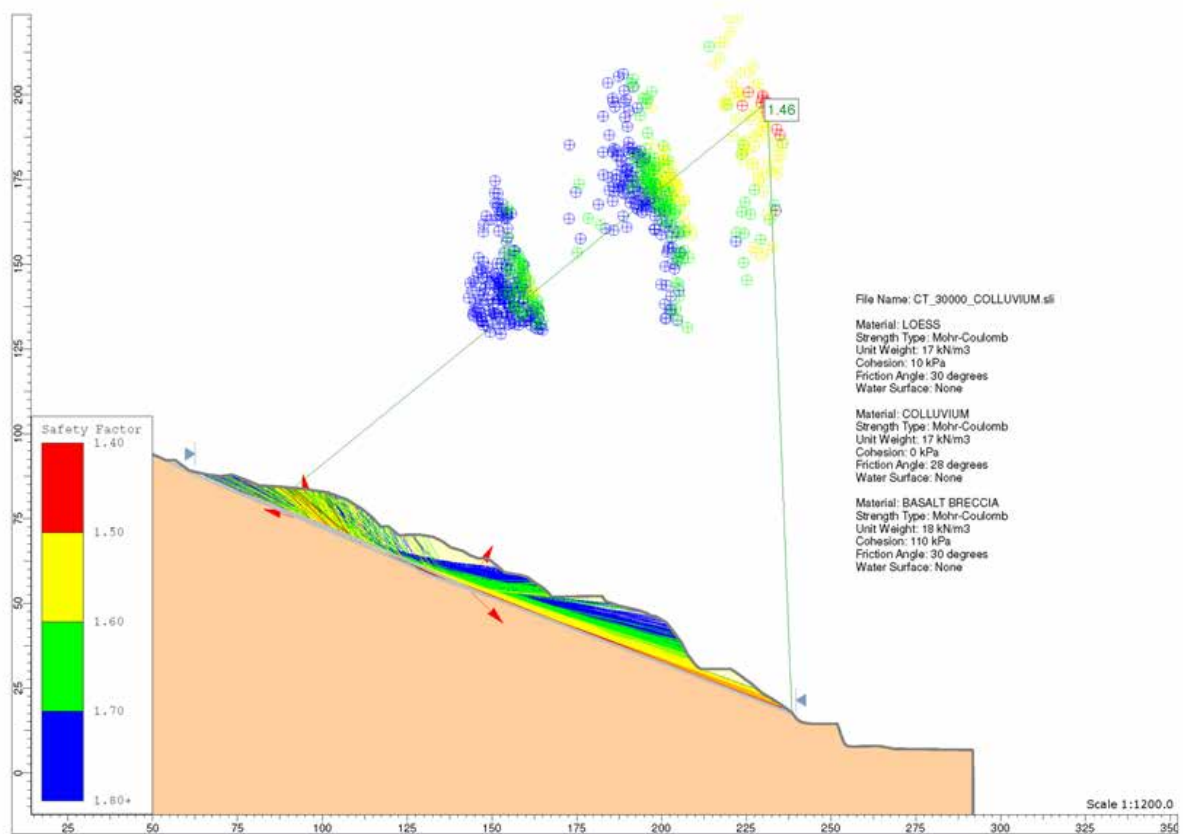 200
175
150
125
100
75
50
25
0
1.46
File Name: CT_30000_COLLUVIUM.sli
Material: LOESS
Strength Type: Mohr-Coulomb
Unit Weight: 17 kN/m3
Cohesion: 10 kPa
Friction Angle: 30 degrees
Water Surface: None
Material: COLLUVIUM
Strength Type: Mohr-Coulomb
Unit Weight: 17 kN/m3
Cohesion: 0 kPa
Friction Angle: 28 degrees
Water Surface: None
Material: BASALT BRECCIA
Strength Type: Mohr-Coulomb
Unit Weight: 18 kN/m3
Cohesion: 110 kPa
Friction Angle: 30 degrees
Water Surface: None
Safety Factor
1.40
1.50
1.60
1.70
1.80+
Scale 1:1200.0
25 50 75 100 125 150 175 200 225 250 275 300 325 350